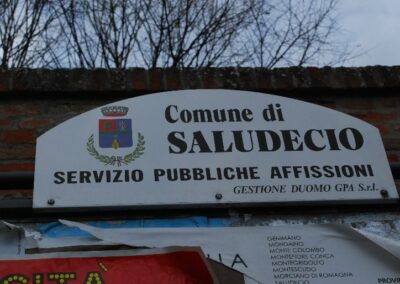 Comune di
SALUDECIO
SERVIZIO PUBBLICHE AFFISSIONI
GESTIONE DUOMO GPA S.r.l.
GEMMANO
MONDAINO
MONTE COLOMBO
MONTEFIORE CONCA
MONTEGRIDOLFO
MONTESCUDO
MORCIANO DI ROMAGNA
SALUDECIO
CITÀ